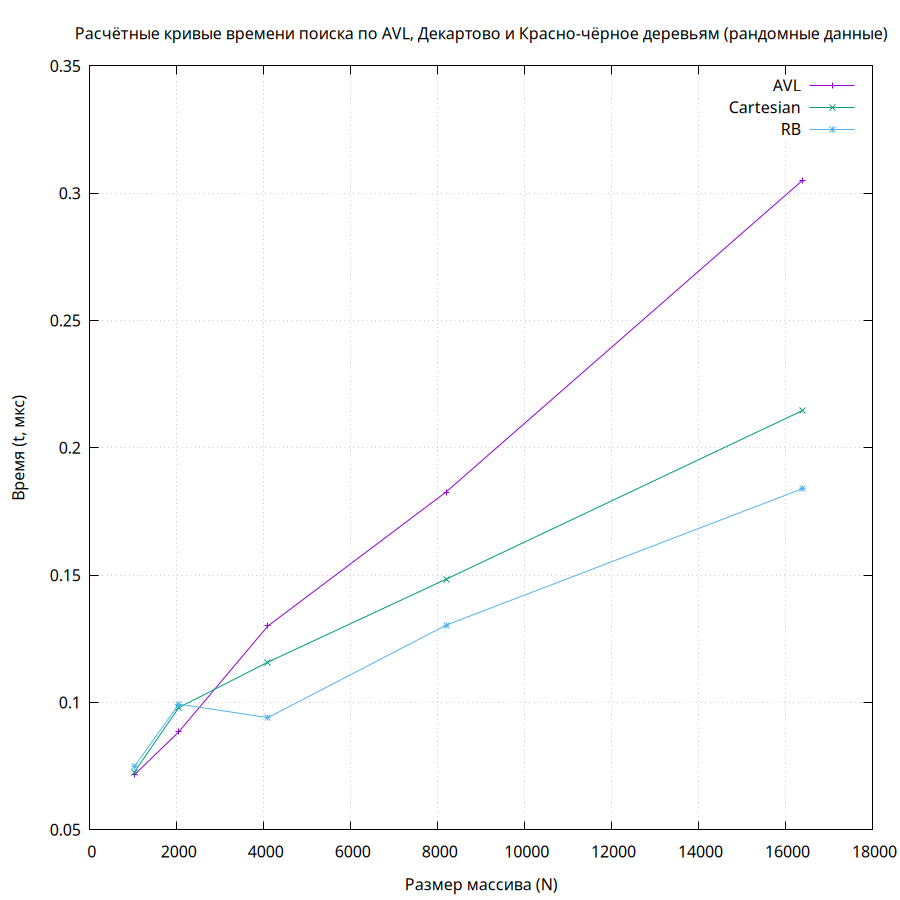 Расчётные кривые времени поиска по AVL, Декартово и Красно-чёрное деревьям (рандомные данные)
0.35
AVL
Cartesian
RB
0.3
0.25
0.2
Время (t, мкс)
0.15
0.1
0.05
0 2000 4000 6000 8000 10000 12000 14000 16000 18000
Размер массива (N)